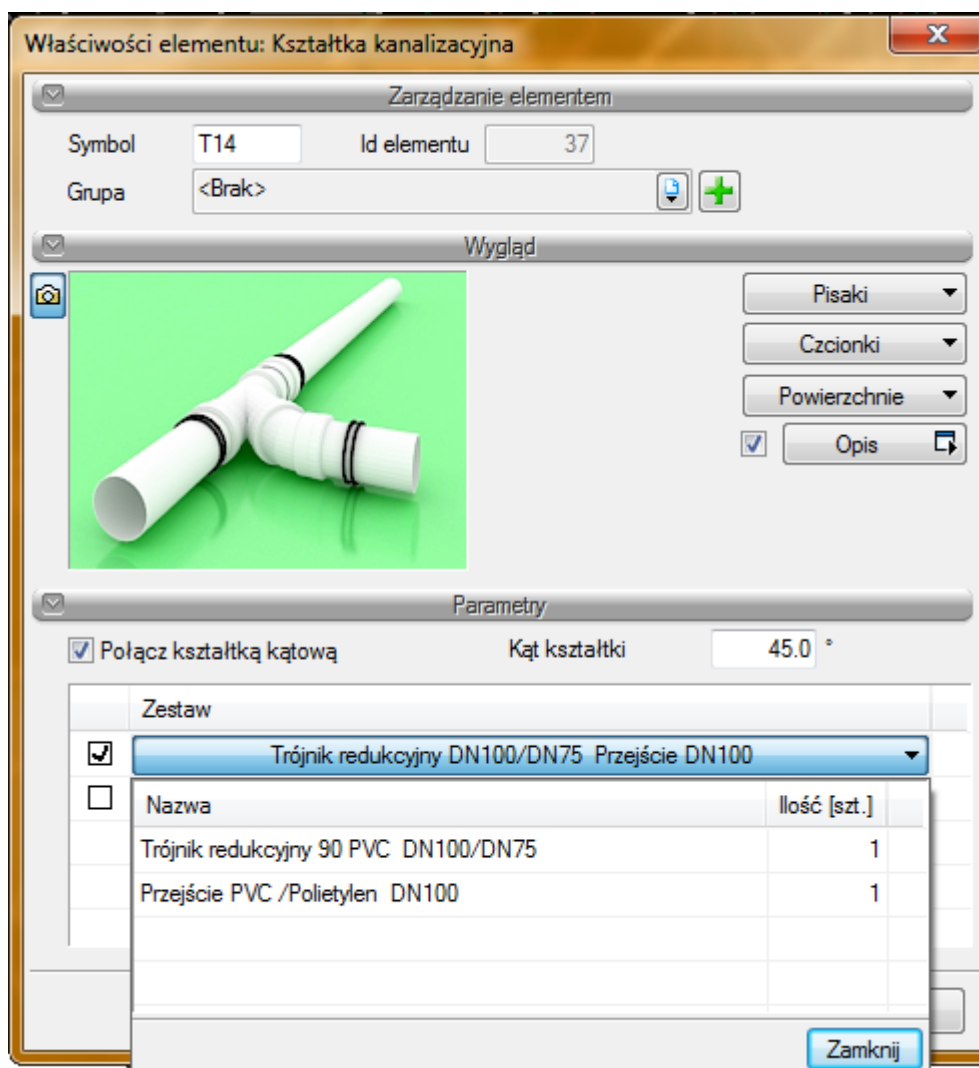 Właściwości elementu: Kształtka kanalizacyjna
Zarządzanie elementem
Symbol T14 Id elementu 37
Grupa <Brak>
Wygląd
Pisaki
Czcionki
Powierzchnie
Opis
Parametry
Połącz kształtką kątową Kąt kształtki 45.0 °
Zestaw
Trójnik redukcyjny DN100/DN75 Przejście DN100
Nazwa Ilość [szt.]
Trójnik redukcyjny 90 PVC DN100/DN75 1
Przejście PVC /Polietylen DN100 1
Zamknij